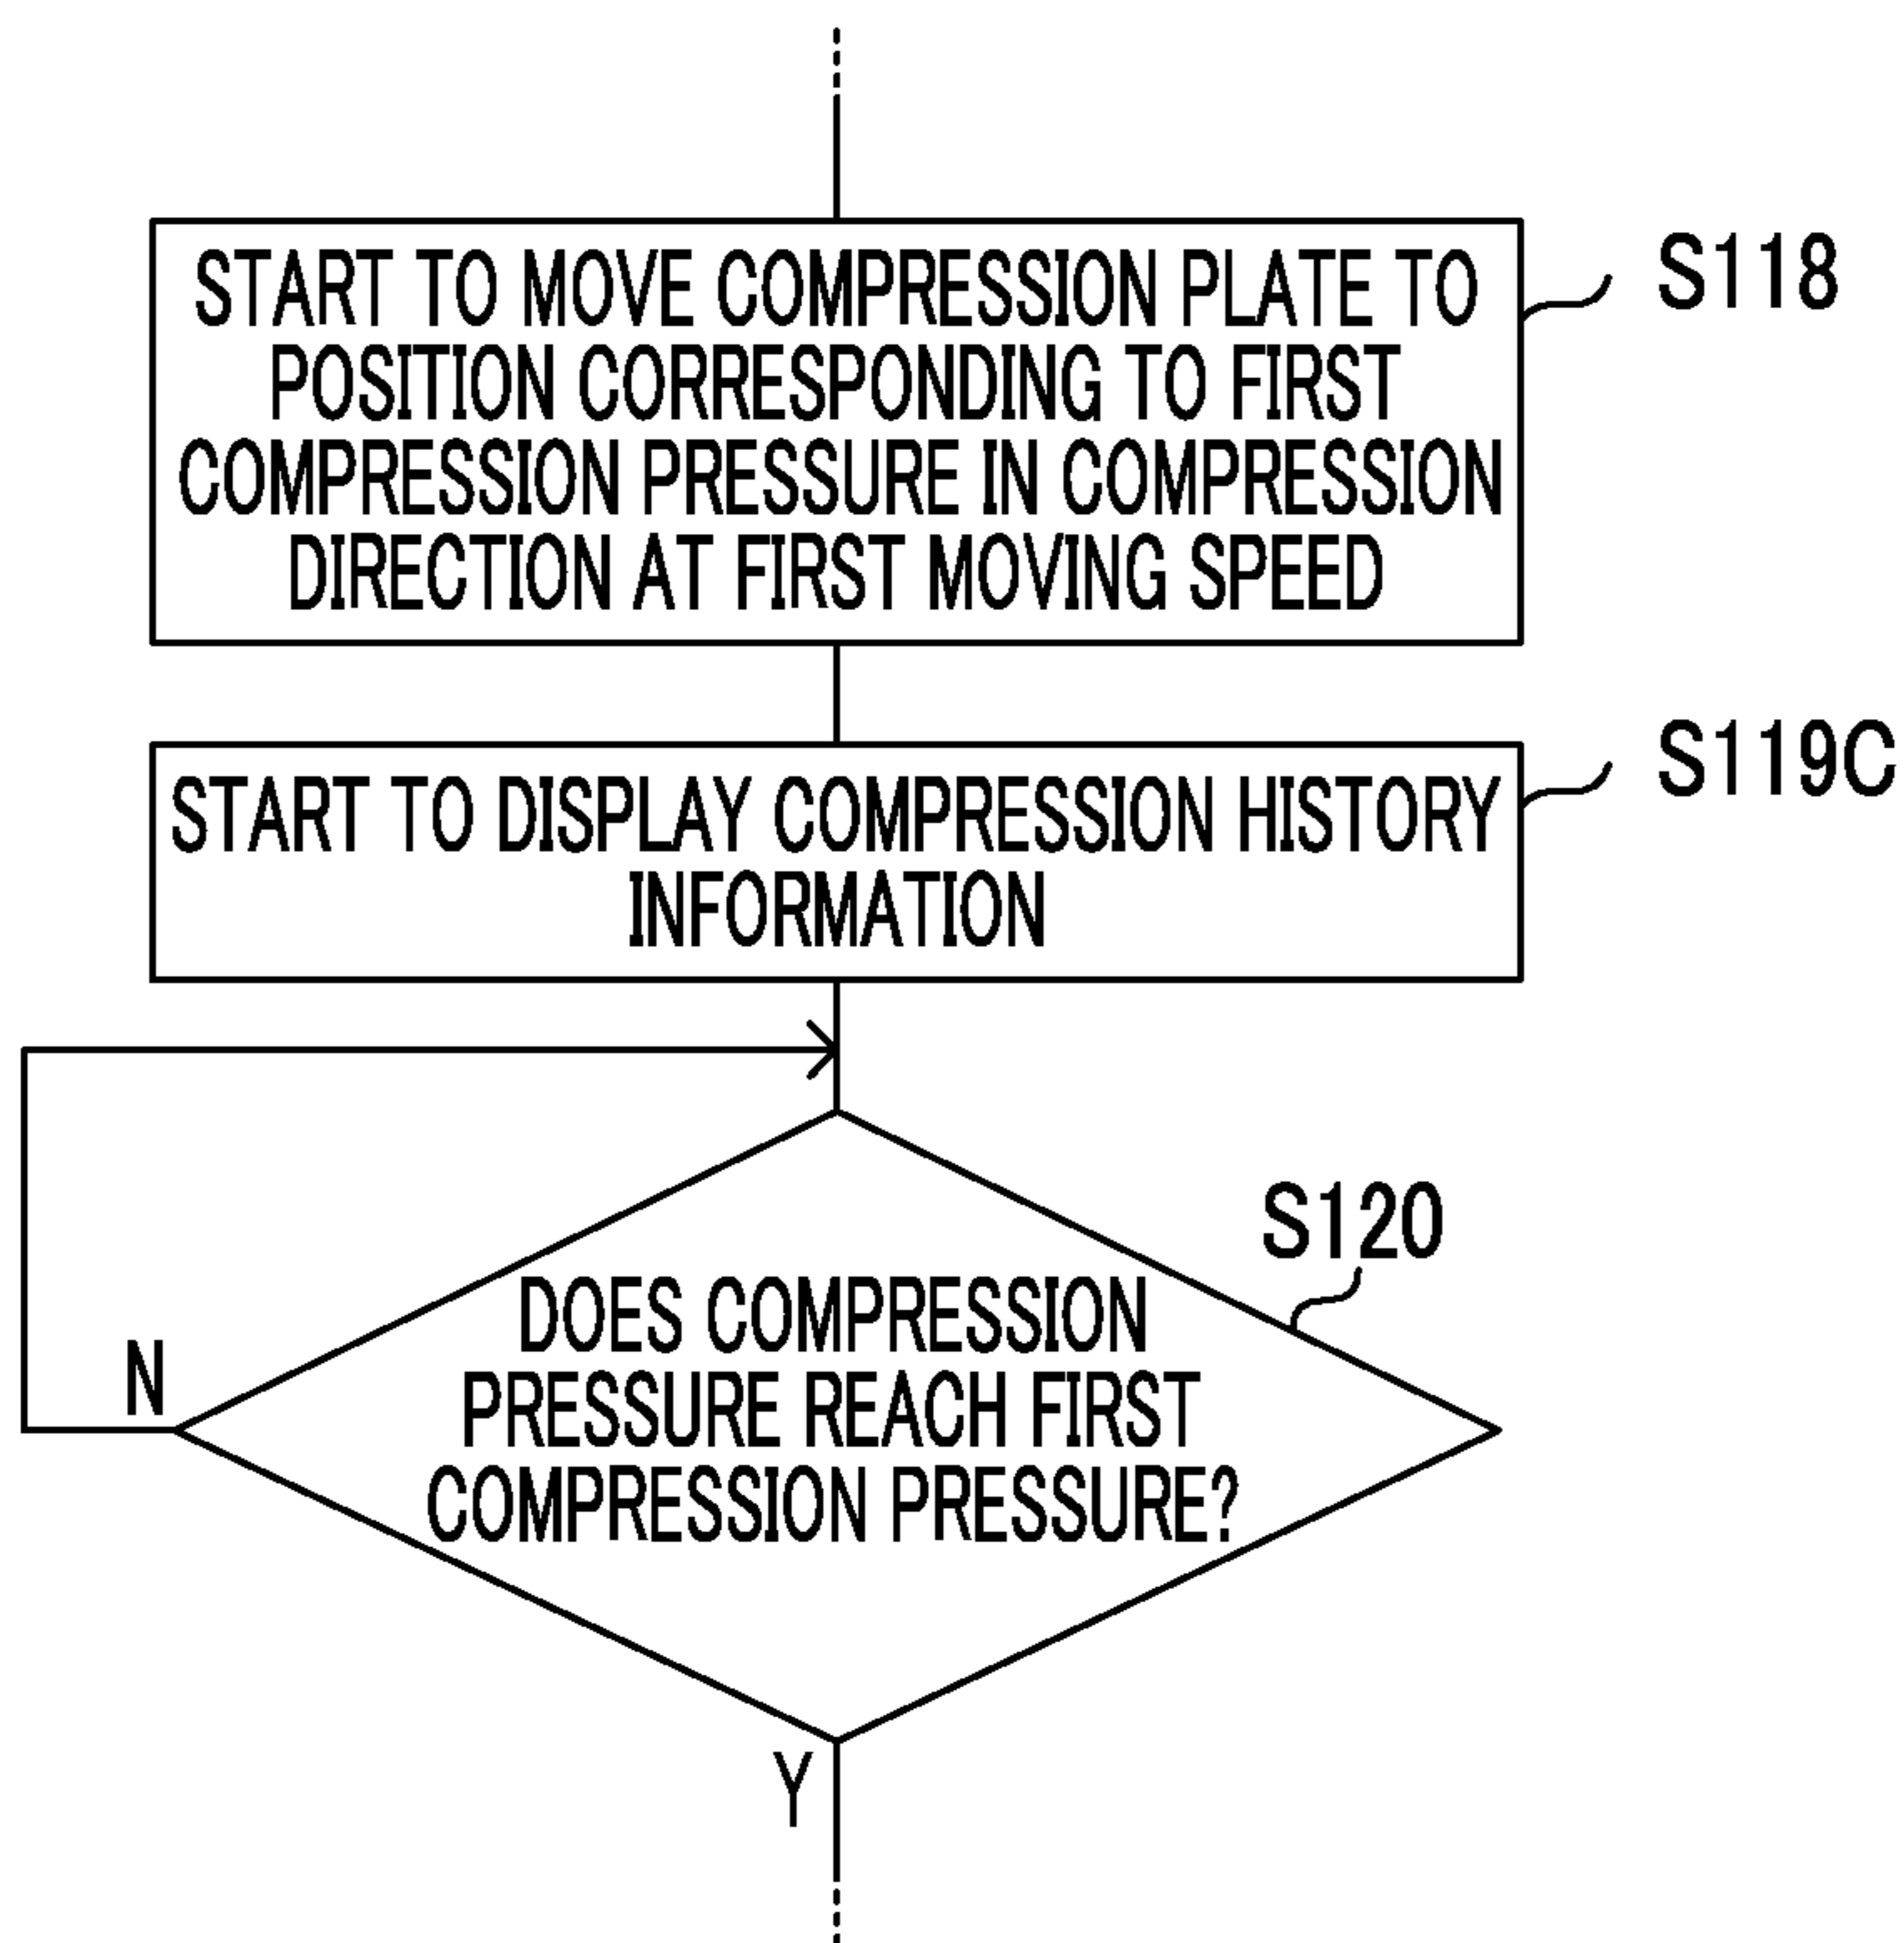 START TO MOVE COMPRESSION PLATE TO
POSITION CORRESPONDING TO FIRST
COMPRESSION PRESSURE IN COMPRESSION
DIRECTION AT FIRST MOVING SPEED
S118
START TO DISPLAY COMPRESSION HISTORY
INFORMATION
S119C
S120
DOES COMPRESSION
PRESSURE REACH FIRST
COMPRESSION PRESSURE?
N
Y